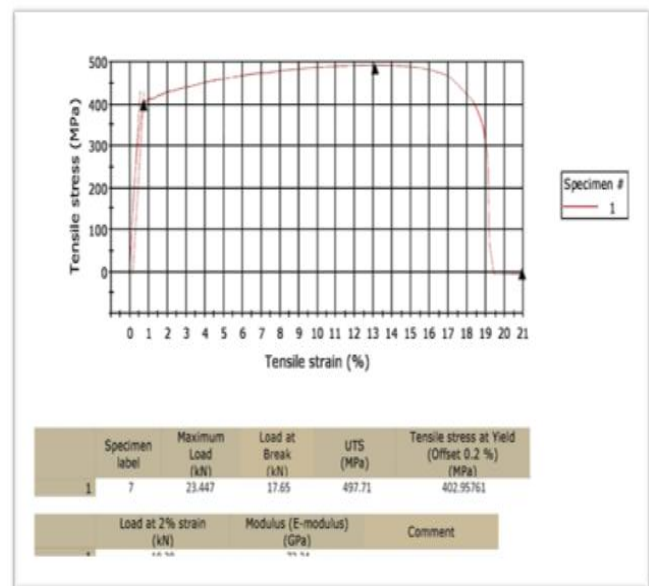 Tensile stress (MPa)
500
400
300
200
100
0
0 1 2 3 4 5 6 7 8 9 10 11 12 13 14 15 16 17 18 19 20 21
Tensile strain (%)
Specimen #
1
Specimen label
Maximum Load (kN)
Load at Break (kN)
UTS (MPa)
Tensile stress at Yield (Offset 0.2 %) (MPa)
1 7 23.447 17.65 497.71 402.95761
Load at 2% strain (kN)
Modulus (E-modulus) (GPa)
Comment